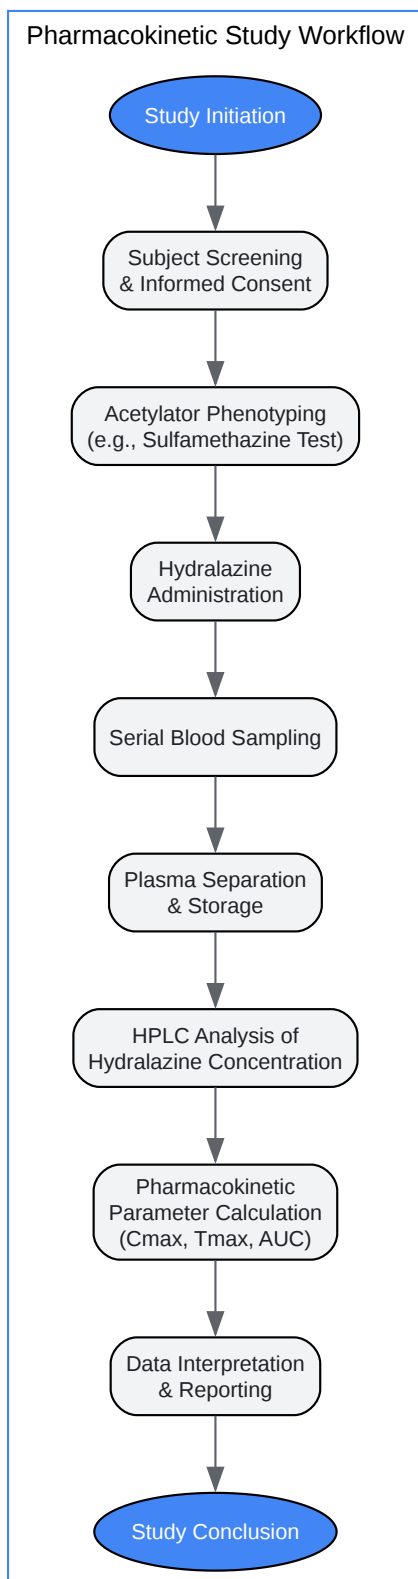 Pharmacokinetic Study Workflow
Study Initiation
Subject Screening
& Informed Consent
Acetylator Phenotyping
(e.g., Sulfamethazine Test)
Hydralazine
Administration
Serial Blood Sampling
Plasma Separation
& Storage
HPLC Analysis of
Hydralazine Concentration
Pharmacokinetic
Parameter Calculation
(Cmax, Tmax, AUC)
Data Interpretation
& Reporting
Study Conclusion